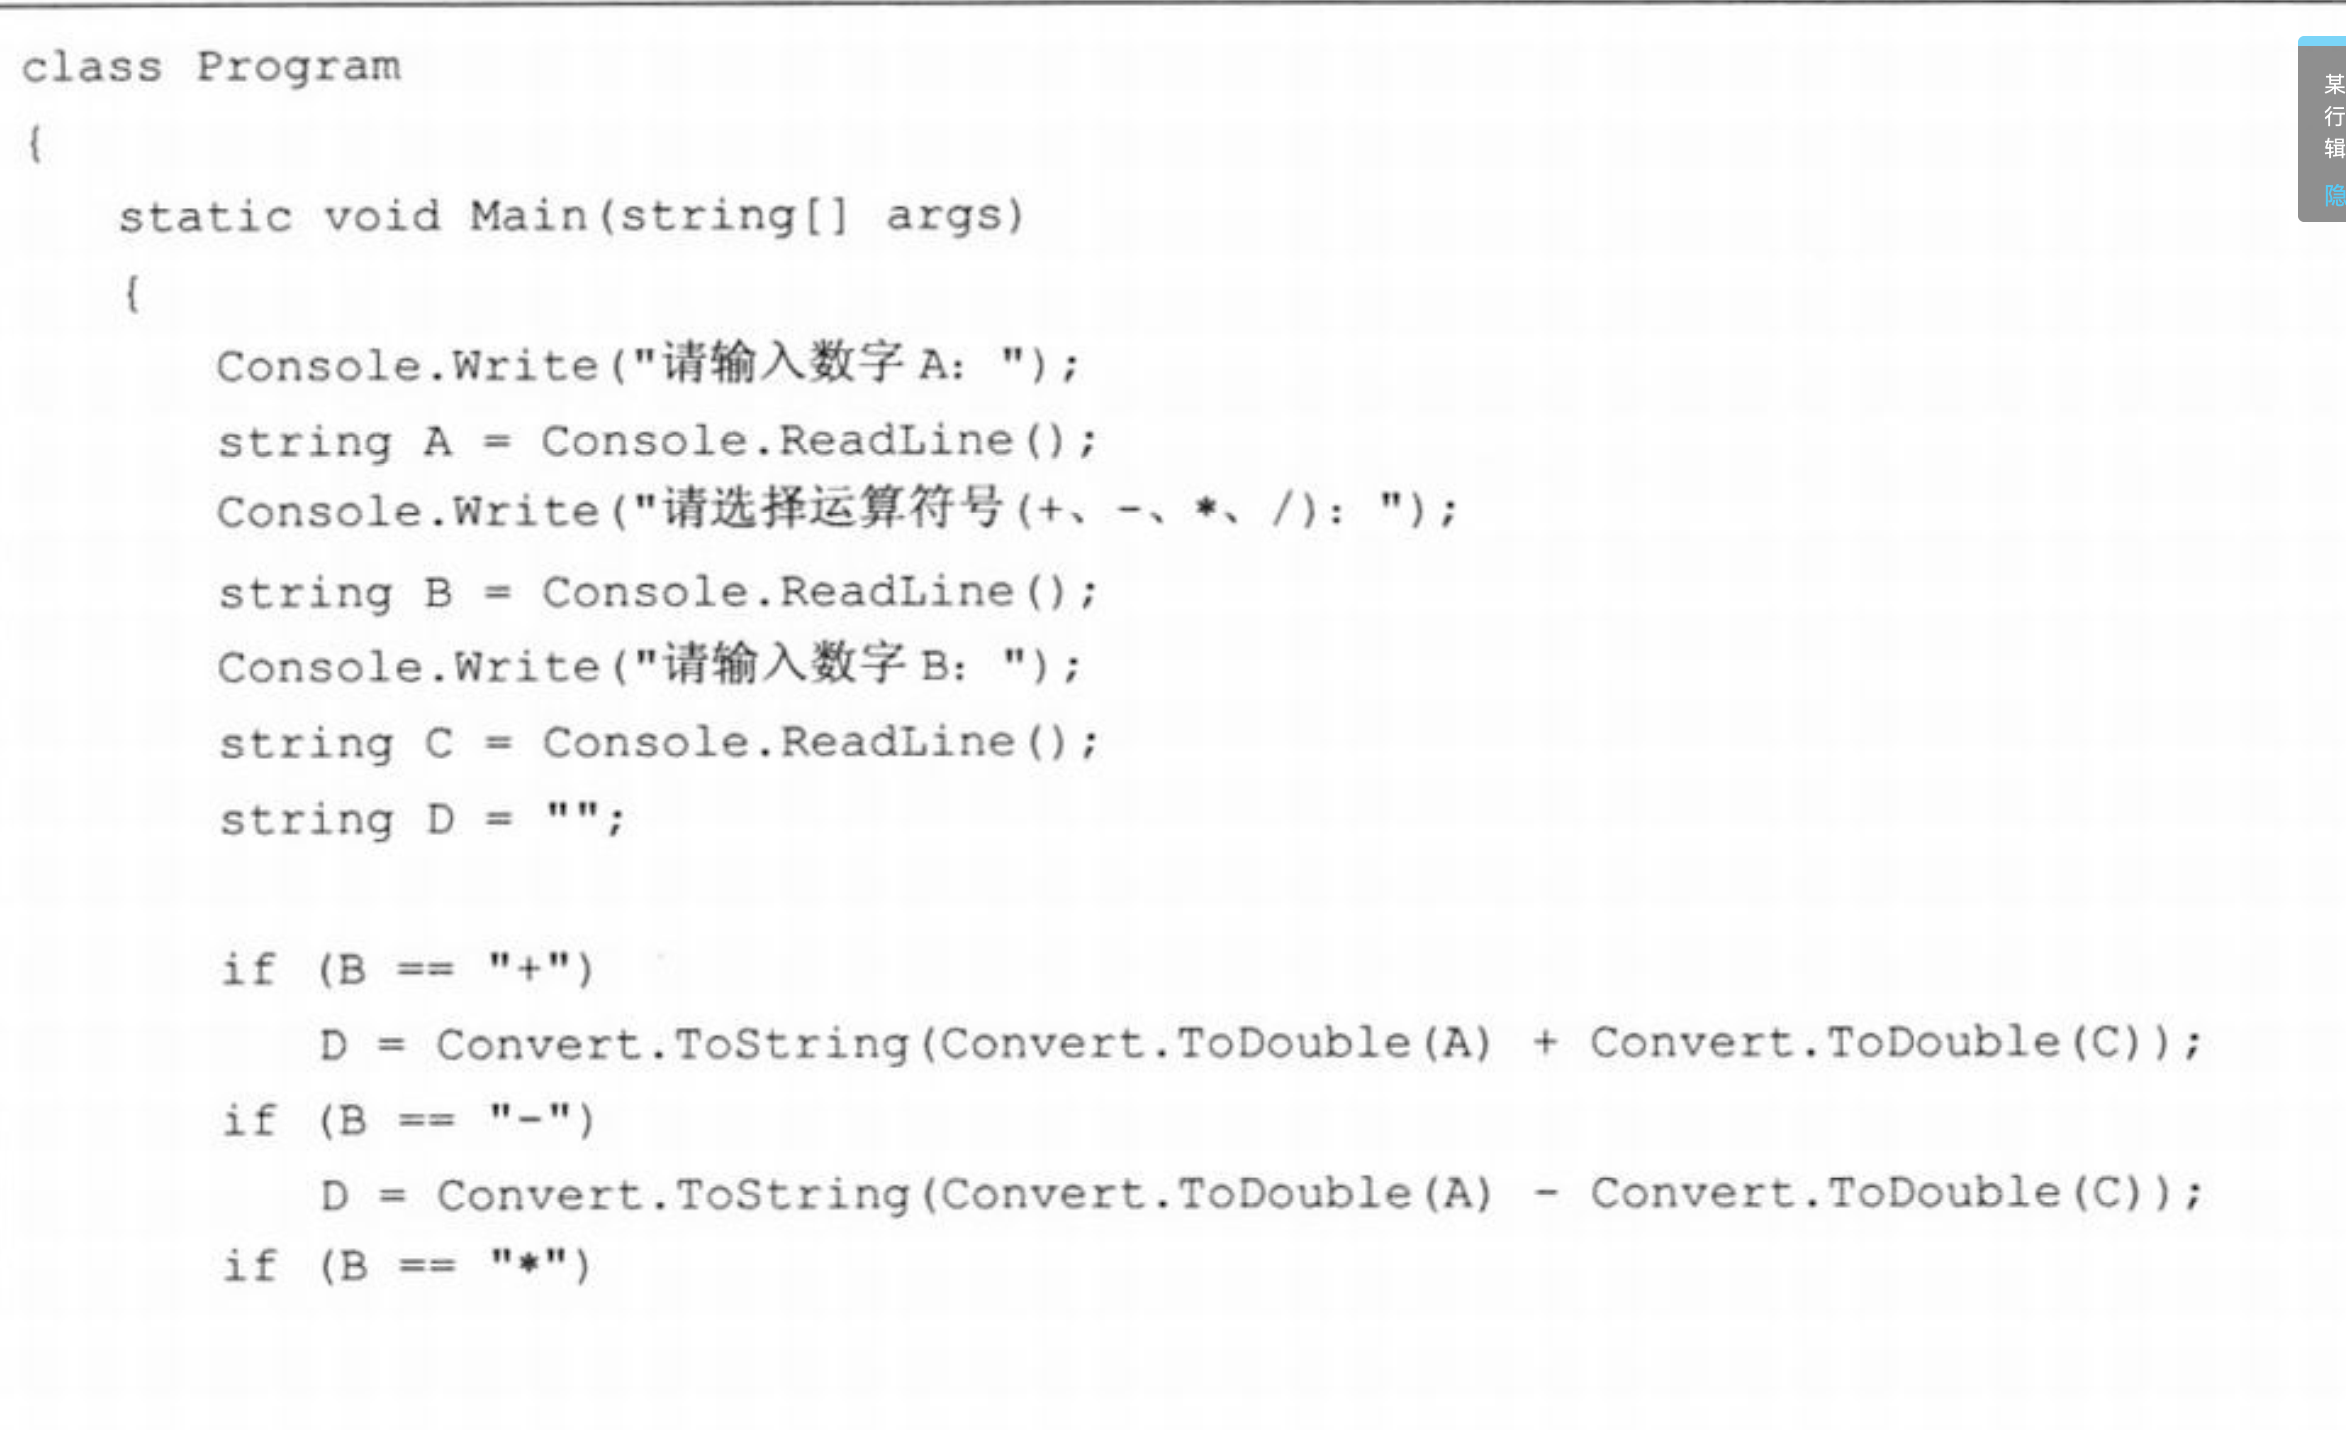 class Program
{
static void Main(string[] args)
{
Console.Write("请输入数字 A: ");
string A = Console.ReadLine();
Console.Write("请选择运算符号(+、-、*、/): ");
string B = Console.ReadLine();
Console.Write("请输入数字 B: ");
string C = Console.ReadLine();
string D = "";
if (B == "+")
D = Convert.ToString(Convert.ToDouble(A) + Convert.ToDouble(C));
if (B == "-")
D = Convert.ToString(Convert.ToDouble(A) - Convert.ToDouble(C));
if (B == "*")
某
行
辑
隐